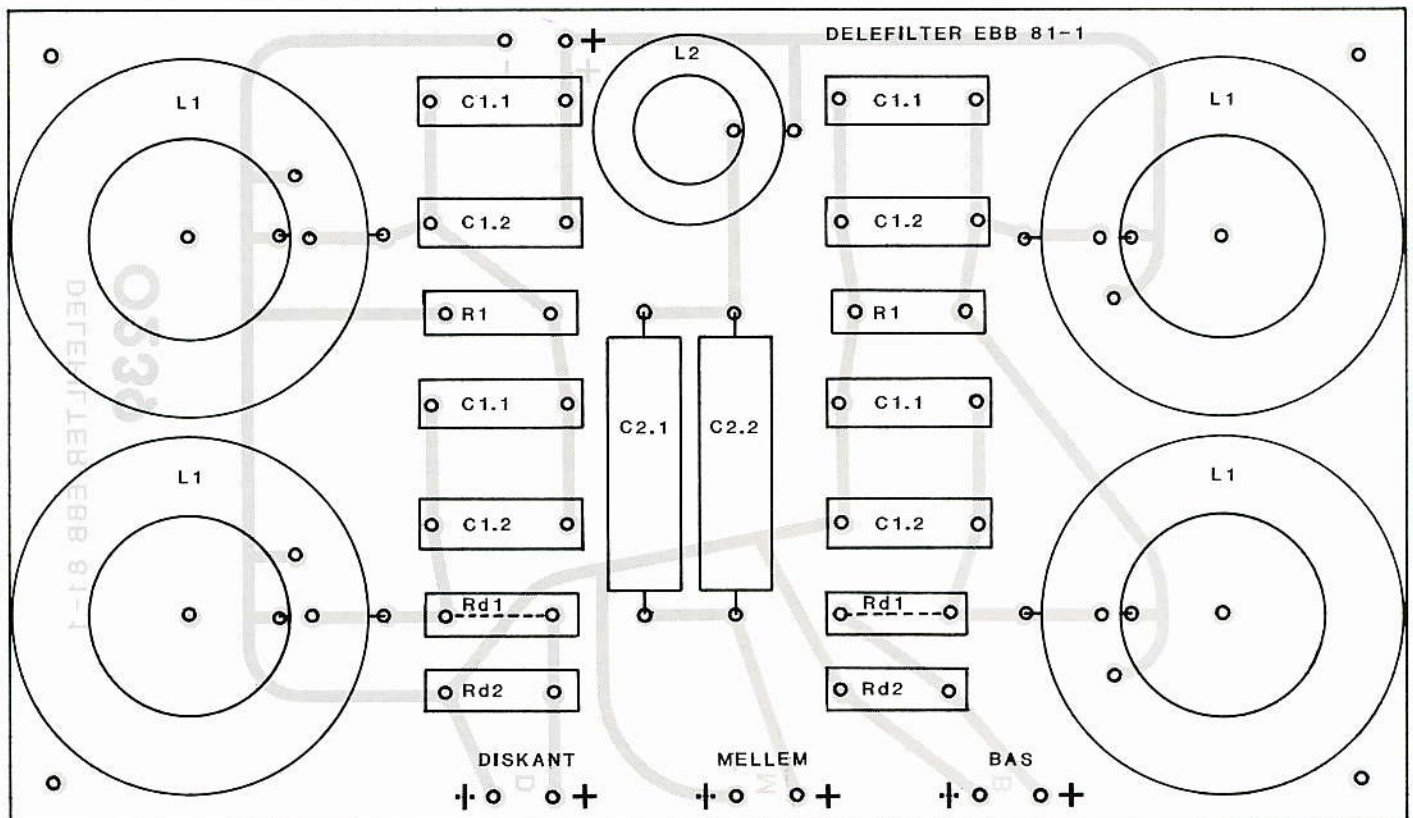 DELEFILTER EBB 81-1
+
-
+
L2
L1
C1.1
C1.1
L1
C1.2
C1.2
R1
R1
0339
DELEFILTER EBB 81-1
C1.1
C1.1
C2.1
C2.2
L1
L1
C1.2
C1.2
Rd1
Rd1
Rd2
Rd2
DISKANT
MELLEM
BAS
D
M
B
÷ +
÷ +
÷ +